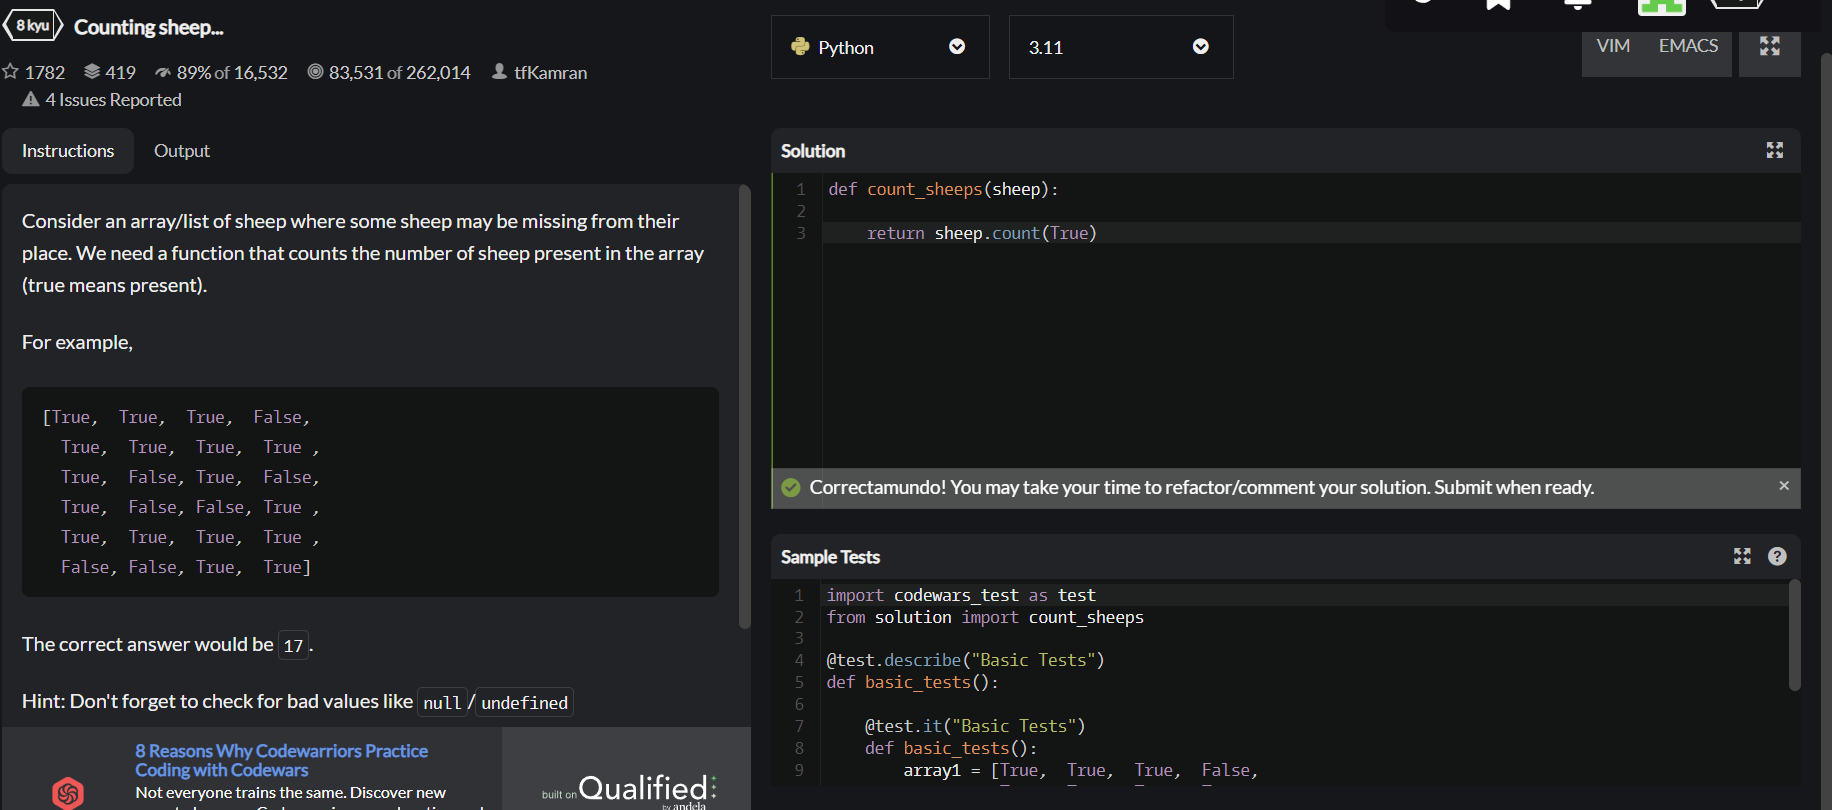 8 kyu Counting sheep...
1782 419 89% of 16,532 83,531 of 262,014 tfKamran
4 Issues Reported
Instructions Output
Consider an array/list of sheep where some sheep may be missing from their
place. We need a function that counts the number of sheep present in the array
(true means present).
For example,
[True,  True,  True,  False,
  True,  True,  True,  True ,
  True,  False, True,  False,
  True,  False, False, True ,
  True,  True,  True,  True ,
  False, False, True,  True]
The correct answer would be 17.
Hint: Don't forget to check for bad values like null/undefined
8 Reasons Why Codewarriors Practice
Coding with Codewars
Not everyone trains the same. Discover new
built on Qualified
by andela
Python 3.11
VIM EMACS
Solution
1 def count_sheeps(sheep):
2
3     return sheep.count(True)
Correctamundo! You may take your time to refactor/comment your solution. Submit when ready. ×
Sample Tests ?
1 import codewars_test as test
2 from solution import count_sheeps
3
4 @test.describe("Basic Tests")
5 def basic_tests():
6
7     @test.it("Basic Tests")
8     def basic_tests():
9         array1 = [True,  True,  True,  False,